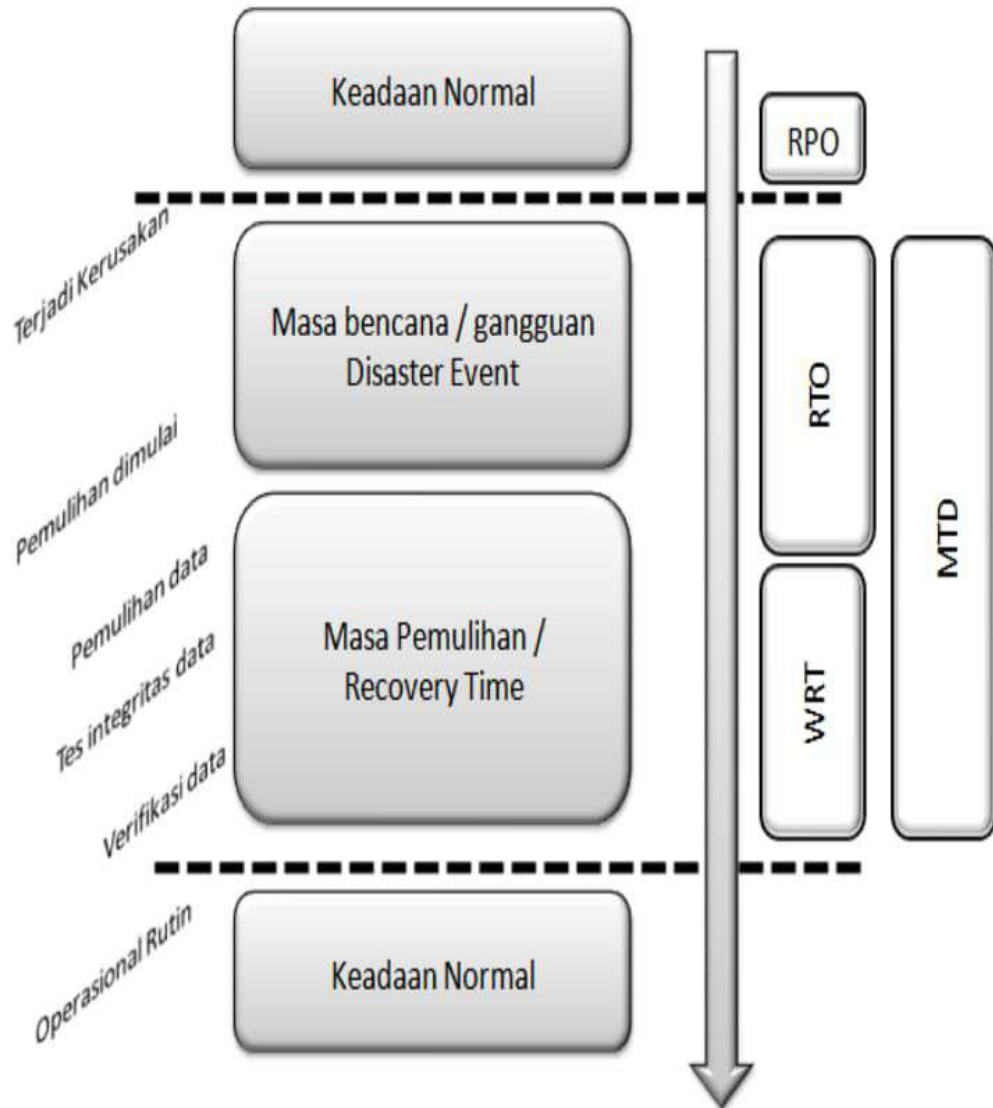 Keadaan Normal
RPO
Terjadi Kerusakan
Masa bencana / gangguan
Disaster Event
RTO
MTD
Pemulihan dimulai
Pemulihan data
Masa Pemulihan /
Recovery Time
WRT
Tes integritas data
Verifikasi data
Operasional Rutin
Keadaan Normal